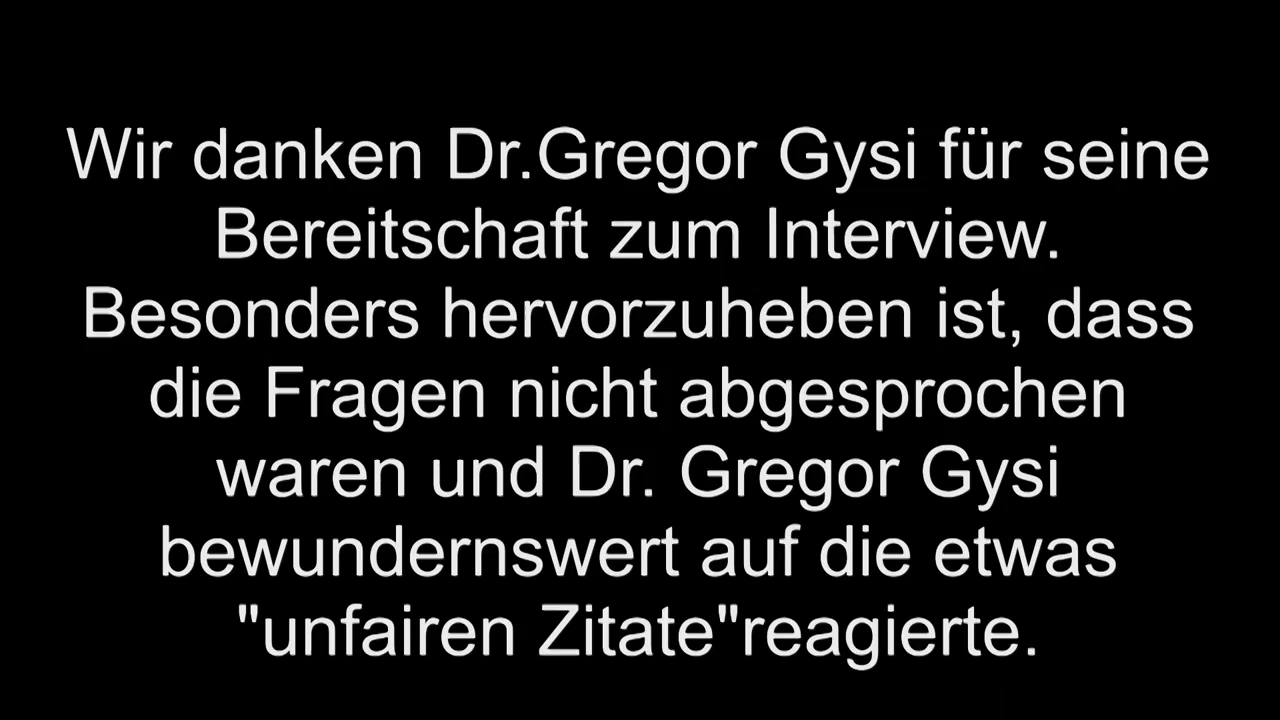 Wir danken Dr.Gregor Gysi für seine
Bereitschaft zum Interview.
Besonders hervorzuheben ist, dass
die Fragen nicht abgesprochen
waren und Dr. Gregor Gysi
bewundernswert auf die etwas
"unfairen Zitate"reagierte.